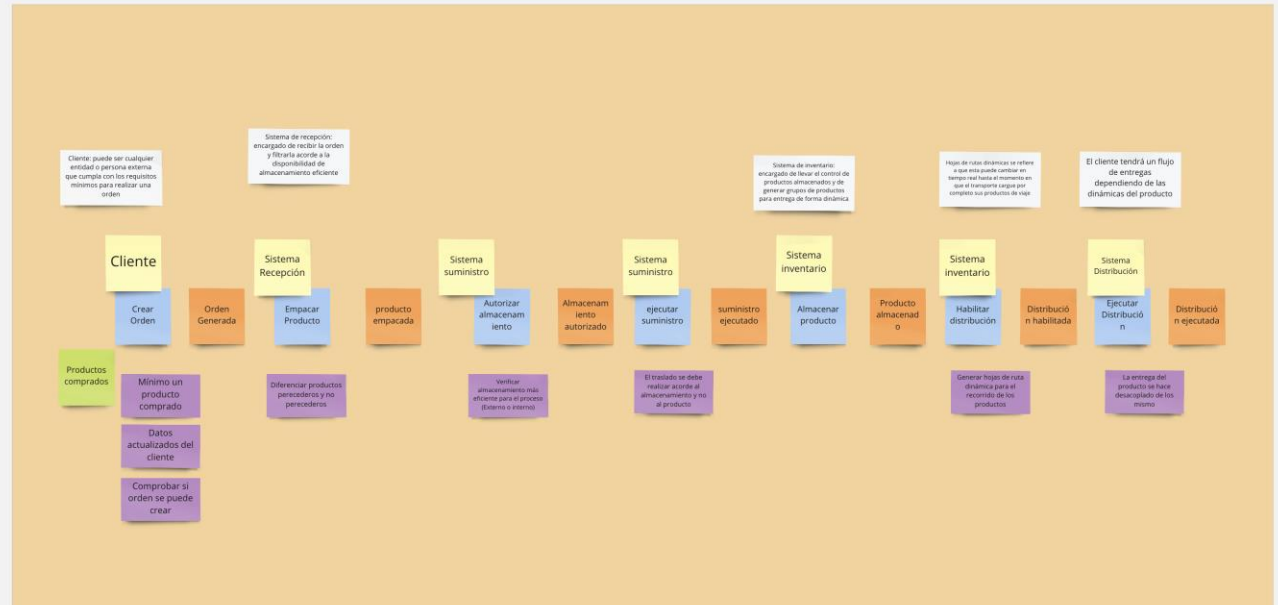 Cliente: puede ser cualquier
entidad o persona externa
que cumpla con los requisitos
mínimos para realizar una
orden
Sistema de recepción:
encargado de recibir la orden
y filtrarla acorde a la
disponibilidad de
almacenamiento eficiente
Sistema de inventario:
encargado de llevar el control de
productos almacenados y de
generar grupos de productos
para entrega de forma dinámica
Hojas de rutas dinámicas se refiere
a que esta puede cambiar en
tiempo real hasta el momento en
que el transporte cargue por
completo sus productos de viaje
El cliente tendrá un flujo
de entregas
dependiendo de las
dinámicas del producto
Cliente
Sistema
Recepción
Sistema
suministro
Sistema
suministro
Sistema
inventario
Sistema
inventario
Sistema
Distribución
Crear
Orden
Orden
Generada
Empacar
Producto
producto
empacada
Autorizar
almacenam
iento
Almacenam
iento
autorizado
ejecutar
suministro
suministro
ejecutado
Almacenar
producto
Producto
almacenad
o
Habilitar
distribución
Distribució
n habilitada
Ejecutar
Distribució
n
Distribució
n ejecutada
Productos
comprados
Mínimo un
producto
comprado
Datos
actualizados del
cliente
Comprobar si
orden se puede
crear
Diferenciar productos
perecederos y no
perecederos
Verificar
almacenamiento más
eficiente para el proceso
(Externo o interno)
El traslado se debe
realizar acorde al
almacenamiento y no
al producto
Generar hojas de ruta
dinámica para el
recorrido de los
productos
La entrega del
producto se hace
desacoplado de los
mismo